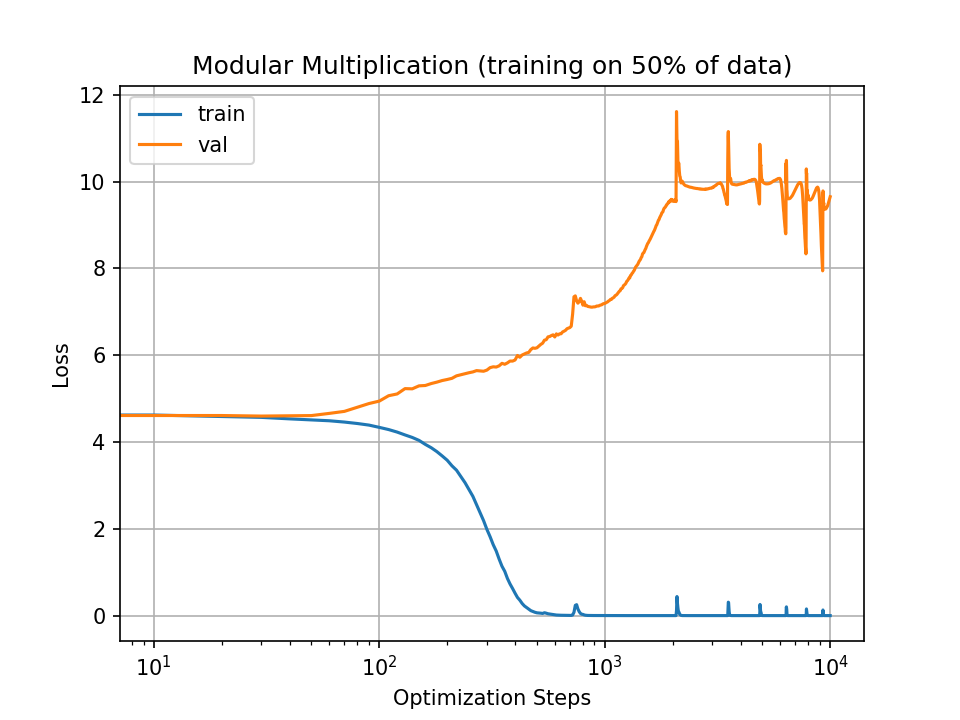 Modular Multiplication (training on 50% of data)
train
val
12
10
8
6
4
2
0
Loss
10¹ 10² 10³ 10⁴
Optimization Steps